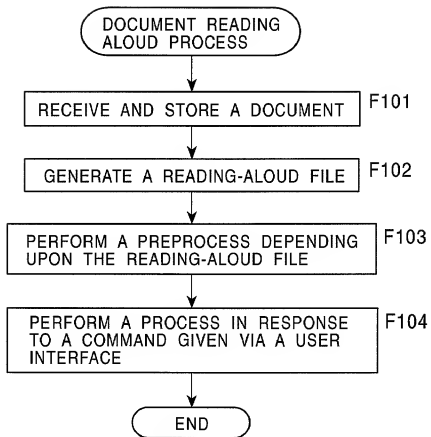 DOCUMENT READING
ALOUD PROCESS
RECEIVE AND STORE A DOCUMENT
F101
GENERATE A READING-ALOUD FILE
F102
PERFORM A PREPROCESS DEPENDING
UPON THE READING-ALOUD FILE
F103
PERFORM A PROCESS IN RESPONSE
TO A COMMAND GIVEN VIA A USER
INTERFACE
F104
END